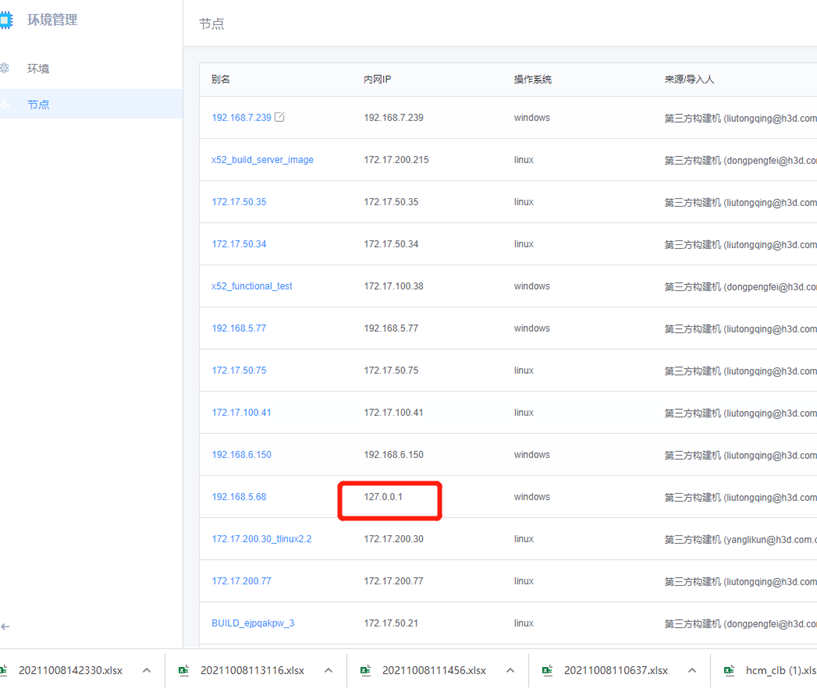 环境管理
节点
环境
节点
别名 内网IP 操作系统 来源/导入人
192.168.7.239 192.168.7.239 windows 第三方构建机 (liutongqing@h3d.com
x52_build_server_image 172.17.200.215 linux 第三方构建机 (dongpengfei@h3d.co
172.17.50.35 172.17.50.35 linux 第三方构建机 (liutongqing@h3d.com
172.17.50.34 172.17.50.34 linux 第三方构建机 (liutongqing@h3d.com
x52_functional_test 172.17.100.38 windows 第三方构建机 (dongpengfei@h3d.co
192.168.5.77 192.168.5.77 windows 第三方构建机 (liutongqing@h3d.com
172.17.50.75 172.17.50.75 linux 第三方构建机 (liutongqing@h3d.com
172.17.100.41 172.17.100.41 linux 第三方构建机 (liutongqing@h3d.com
192.168.6.150 192.168.6.150 windows 第三方构建机 (liutongqing@h3d.com
192.168.5.68 127.0.0.1 windows 第三方构建机 (liutongqing@h3d.com
172.17.200.30_tlinux2.2 172.17.200.30 linux 第三方构建机 (yanglikun@h3d.com.c
172.17.200.77 172.17.200.77 linux 第三方构建机 (liutongqing@h3d.com
BUILD_ejpqakpw_3 172.17.50.21 linux 第三方构建机 (dongpengfei@h3d.co
20211008142330.xlsx 20211008113116.xlsx 20211008111456.xlsx 20211008110637.xlsx hcm_clb (1).xls